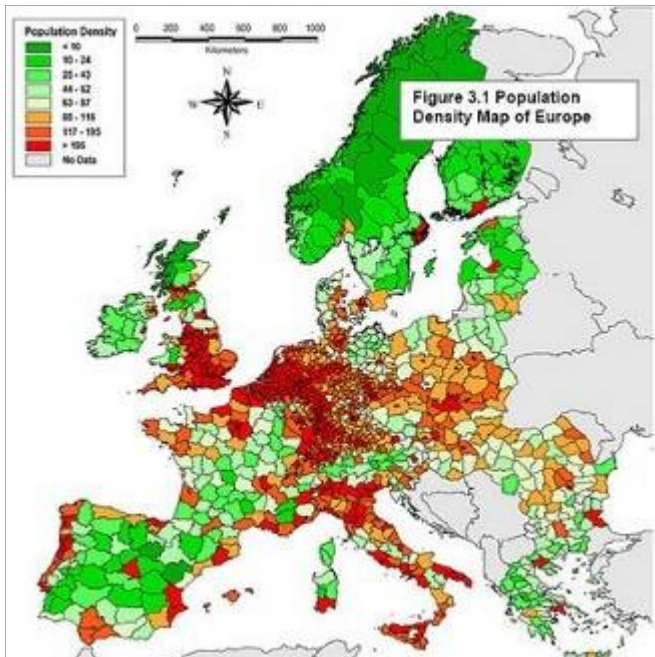 Population Density
< 10
10 - 24
25 - 43
44 - 62
63 - 87
88 - 116
117 - 195
> 195
No Data
0 200 400 600 800 1000
Kilometers
N
W E
S
Figure 3.1 Population
Density Map of Europe